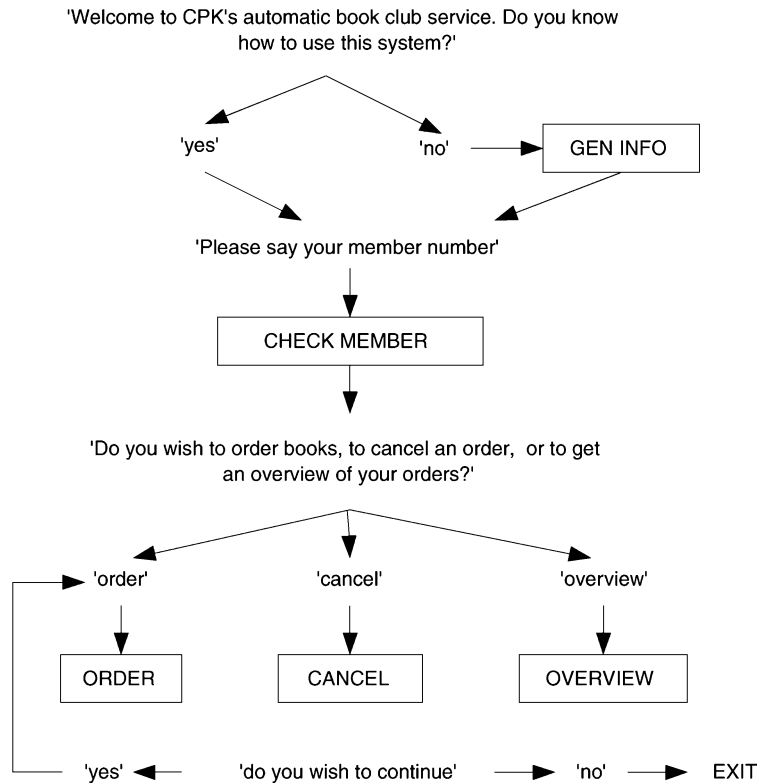 'Welcome to CPK's automatic book club service. Do you know
how to use this system?'
'yes'
'no'
GEN INFO
'Please say your member number'
CHECK MEMBER
'Do you wish to order books, to cancel an order, or to get
an overview of your orders?'
'order'
'cancel'
'overview'
ORDER
CANCEL
OVERVIEW
'yes'
'do you wish to continue'
'no'
EXIT